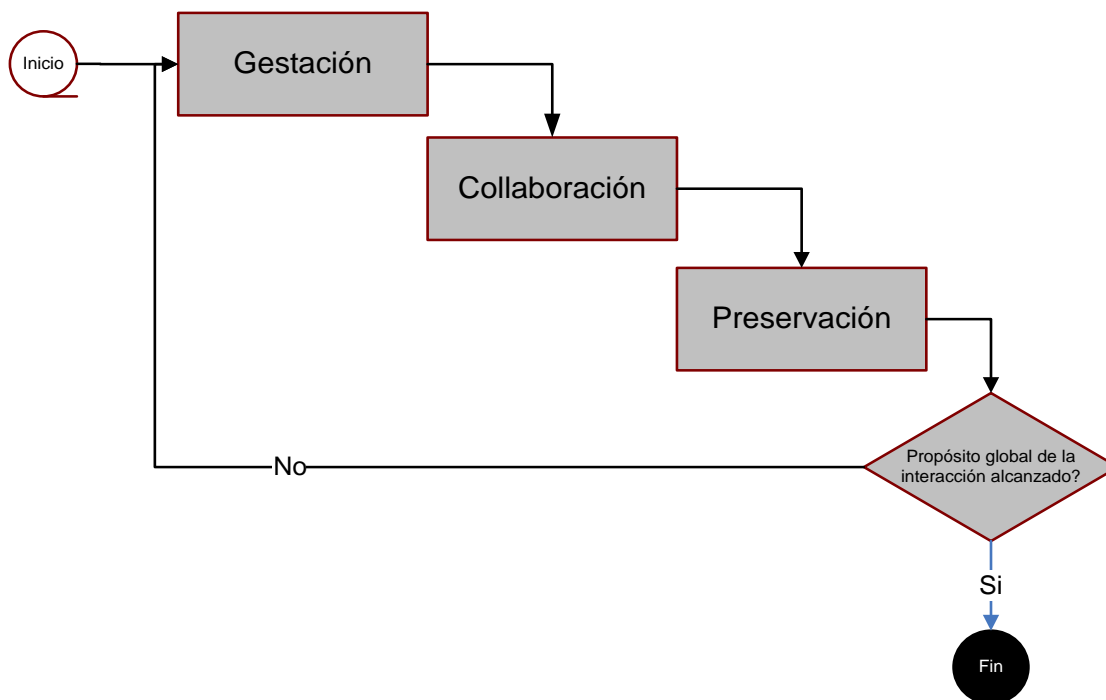 Inicio
Gestación
Collaboración
Preservación
Propósito global de la
interacción alcanzado?
No
Si
Fin